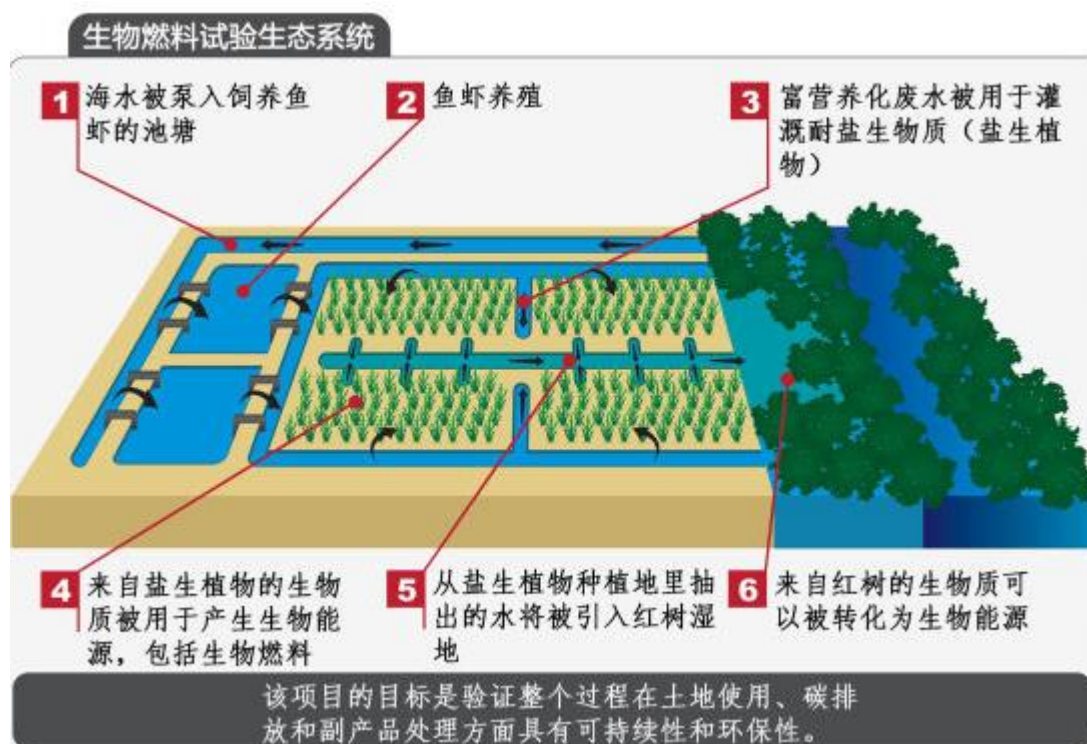 生物燃料试验生态系统
1 海水被泵入饲养鱼
虾的池塘
2 鱼虾养殖
3 富营养化废水被用于灌
溉耐盐生物质（盐生植
物）
4 来自盐生植物的生物
质被用于产生生物能
源，包括生物燃料
5 从盐生植物种植地里抽
出的水将被引入红树湿
地
6 来自红树的生物质可
以被转化为生物能源
该项目的目标是验证整个过程在土地使用、碳排
放和副产品处理方面具有可持续性和环保性。